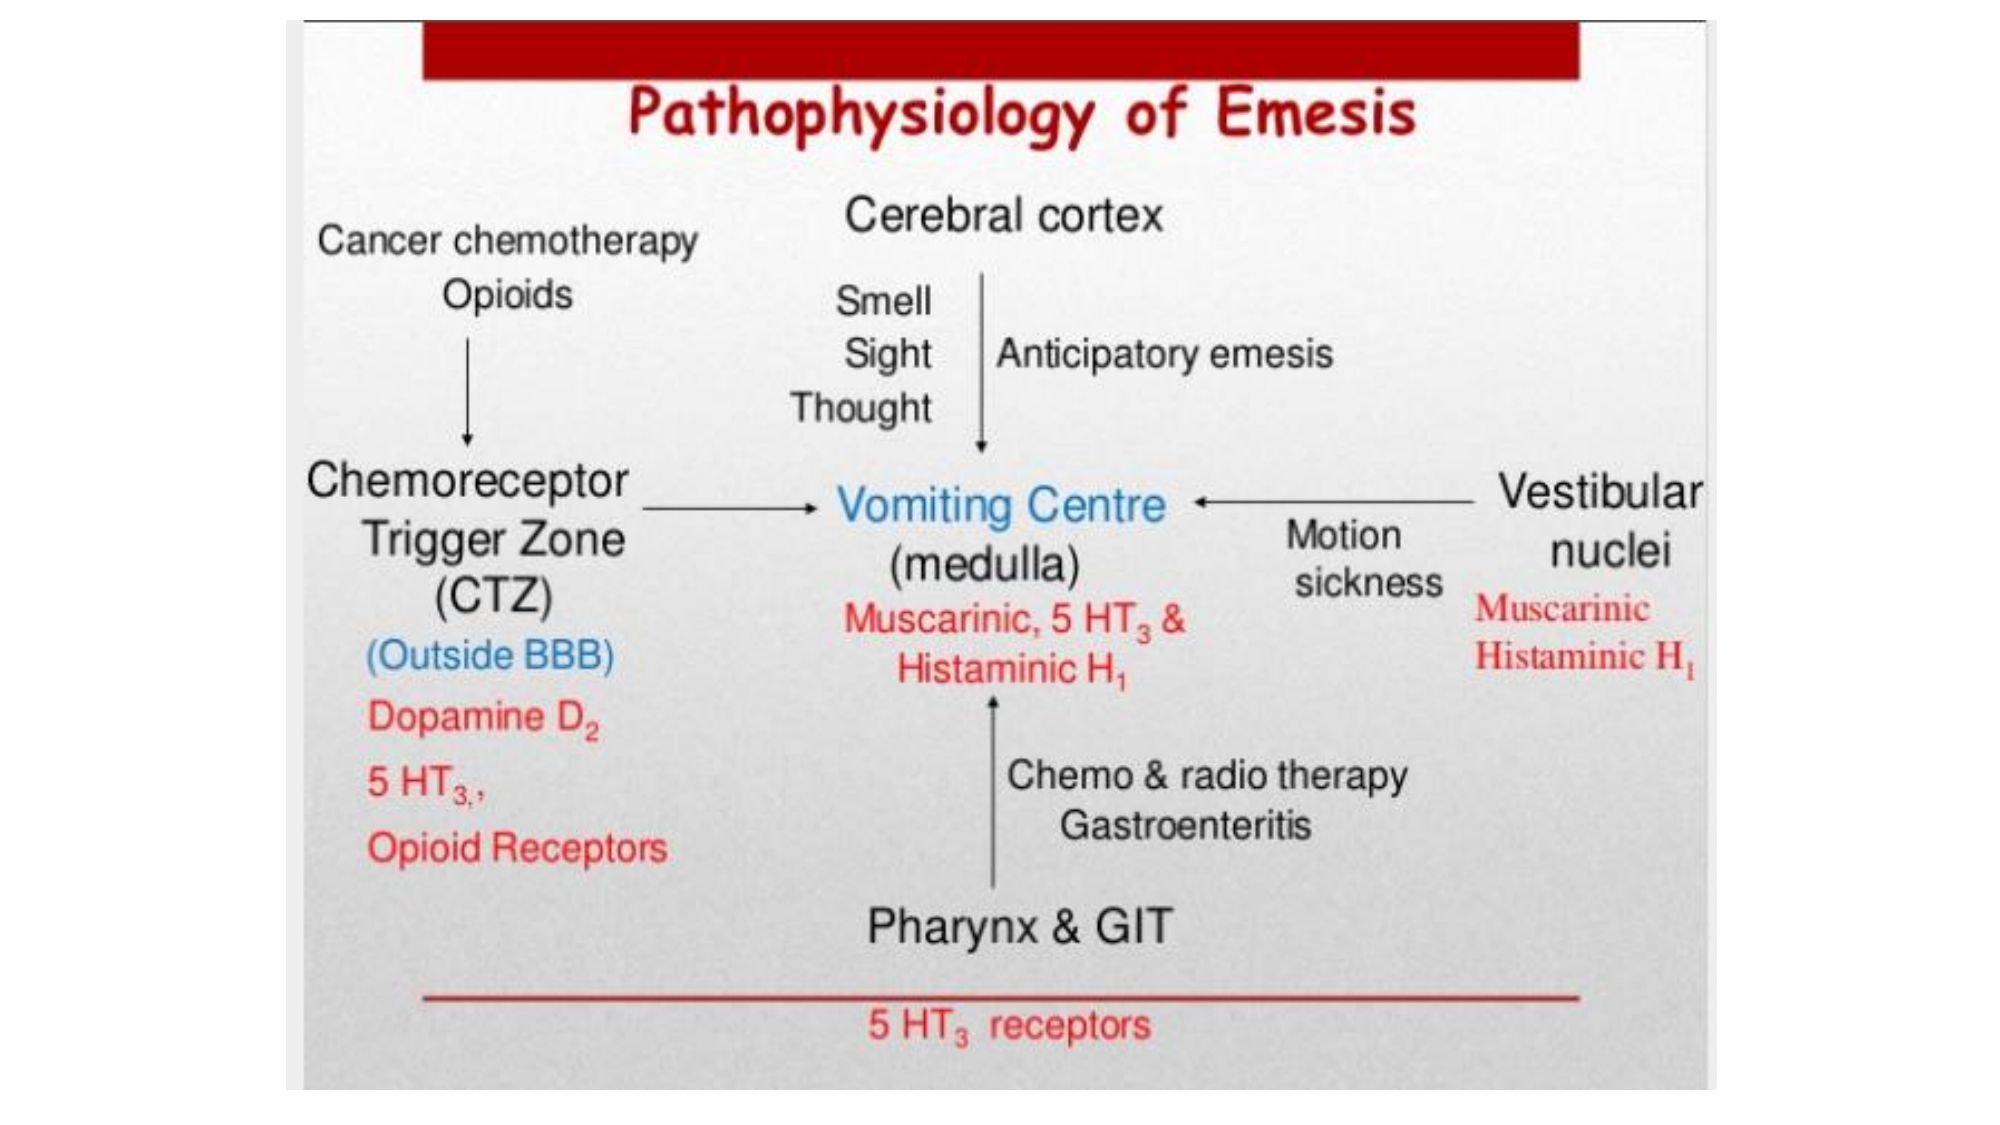 Pathophysiology of Emesis
Cerebral cortex
Cancer chemotherapy
Opioids
Smell
Sight
Thought
Anticipatory emesis
Chemoreceptor
Trigger Zone
(CTZ)
(Outside BBB)
Dopamine D2
5 HT3,,
Opioid Receptors
Vomiting Centre
(medulla)
Muscarinic, 5 HT3 &
Histaminic H1
Motion
sickness
Vestibular
nuclei
Muscarinic
Histaminic H1
Chemo & radio therapy
Gastroenteritis
Pharynx & GIT
5 HT3 receptors